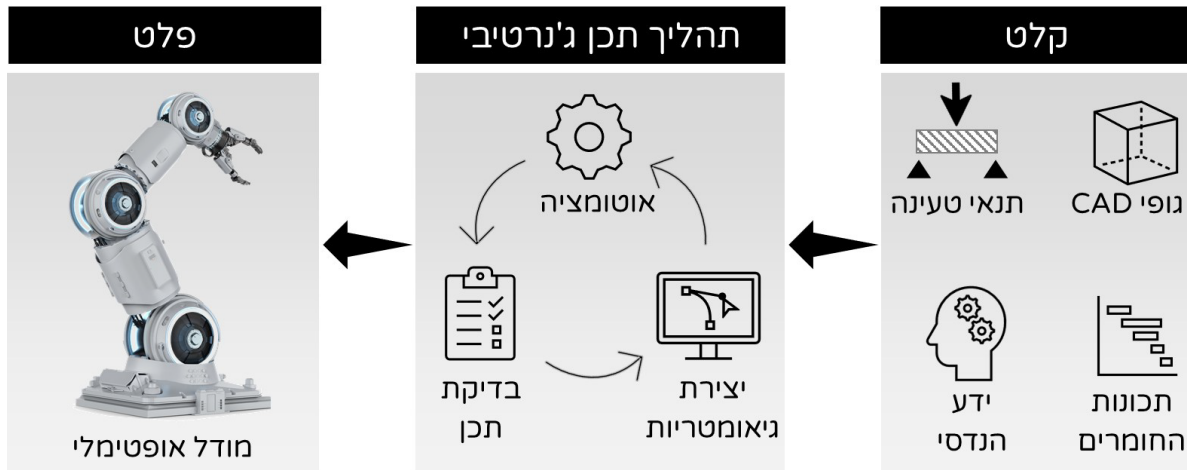 קלט
תהליך תכן ג'נרטיבי
פלט
גופי CAD
תנאי טעינה
תכונות
החומרים
ידע
הנדסי
אוטומציה
יצירת
גיאומטריות
בדיקת
תכן
מודל אופטימלי